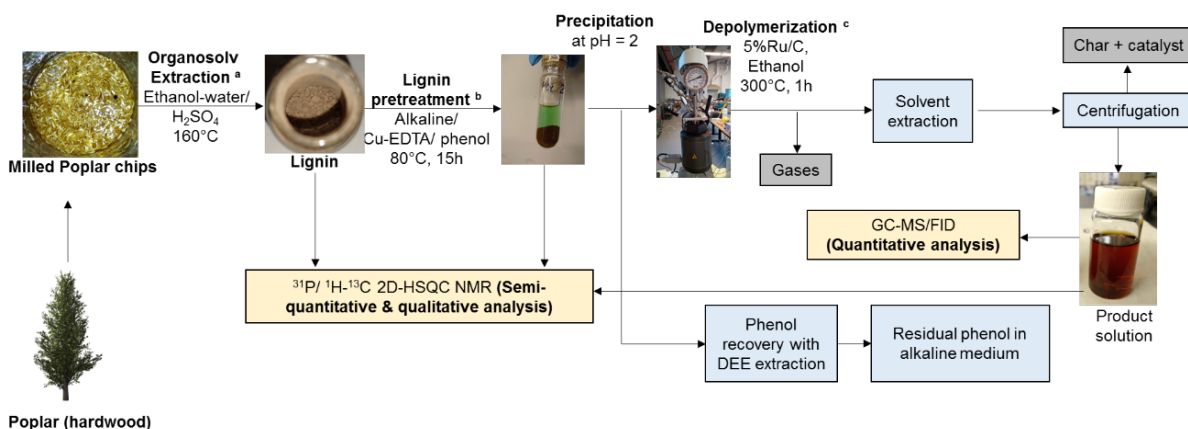 Milled Poplar chips
Poplar (hardwood)
Organosolv
Extraction ᵃ
Ethanol-water/
H₂SO₄
160°C
Lignin
Lignin
pretreatment ᵇ
Alkaline/
Cu-EDTA/ phenol
80°C, 15h
Precipitation
at pH = 2
Depolymerization ᶜ
5%Ru/C,
Ethanol
300°C, 1h
Gases
Solvent
extraction
Centrifugation
Char + catalyst
Product
solution
GC-MS/FID
(Quantitative analysis)
³¹P/ ¹H-¹³C 2D-HSQC NMR (Semi-
quantitative & qualitative analysis)
Phenol
recovery with
DEE extraction
Residual phenol in
alkaline medium